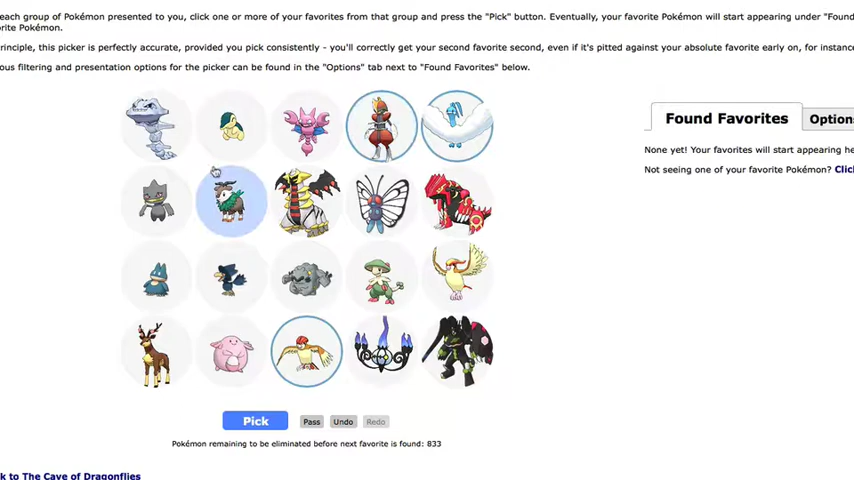 each group of Pokémon presented to you, click one or more of your favorites from that group and press the "Pick" button. Eventually, your favorite Pokémon will start appearing under "Found
orite Pokémon.
rinciple, this picker is perfectly accurate, provided you pick consistently - you'll correctly get your second favorite second, even if it's pitted against your absolute favorite early on, for instance
ous filtering and presentation options for the picker can be found in the "Options" tab next to "Found Favorites" below.
Found Favorites
Options
None yet! Your favorites will start appearing he
Not seeing one of your favorite Pokémon? Clic
Pick
Pass
Undo
Redo
Pokémon remaining to be eliminated before next favorite is found: 833
k to The Cave of Dragonflies